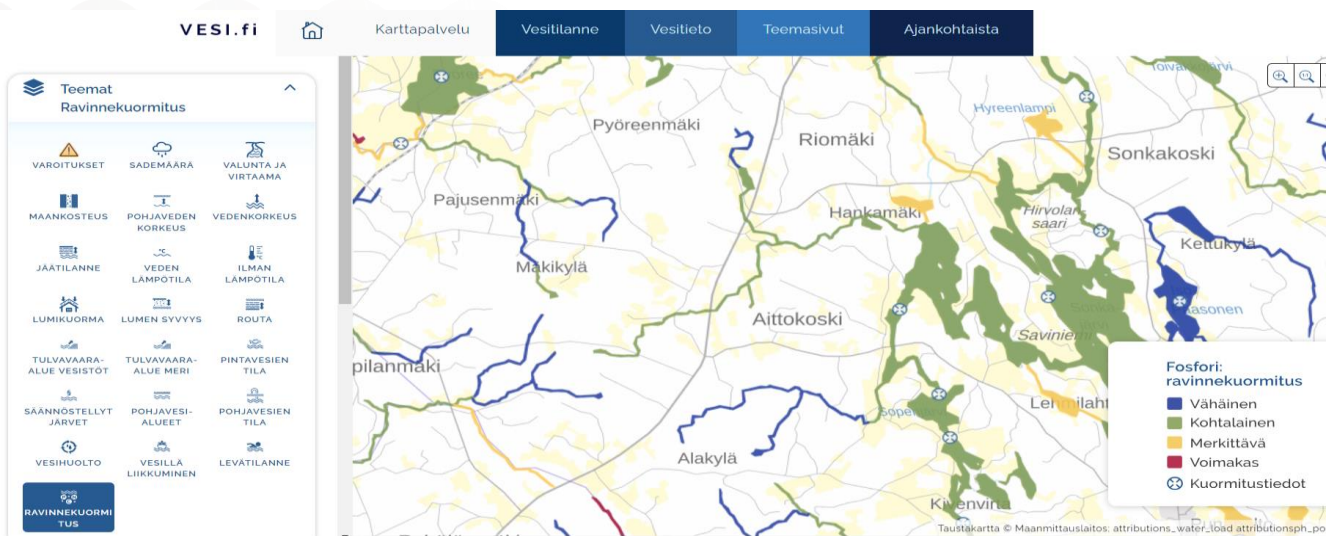 VESI.fi
Karttapalvelu
Vesitilanne
Vesitieto
Teemasivut
Ajankohtaista
Teemat
Ravinnekuormitus
VAROITUKSET
SADEMÄÄRÄ
VALUNTA JA
VIRTAAMA
MAANKOSTEUS
POHJAVEDEN
KORKEUS
VEDENKORKEUS
JÄÄTILANNE
VEDEN
LÄMPÖTILA
ILMAN
LÄMPÖTILA
LUMIKUORMA
LUMEN SYVYYS
ROUTA
TULVAVAARA-
ALUE VESISTÖT
TULVAVAARA-
ALUE MERI
PINTAVESIEN
TILA
SÄÄNNÖSTELLYT
JÄRVET
POHJAVESI-
ALUEET
POHJAVESIEN
TILA
VESIHUOLTO
VESILLÄ
LIIKKUMINEN
LEVÄTILANNE
RAVINNEKUORMI
TUS
Pyöreenmäki
Riomäki
Hyreenlampi
Sonkakoski
Pajusenmäki
Hankamäki
Hirvolan-
saari
Kettukylä
Mäkikylä
asonen
Aittokoski
Saviniemi
pilanmäki
Lehmilaht
Alakylä
Kivenvirta
Fosfori:
ravinnekuormitus
Vähäinen
Kohtalainen
Merkittävä
Voimakas
Kuormitustiedot
Taustakartta © Maanmittauslaitos: attributions_water_load attributionsph_po